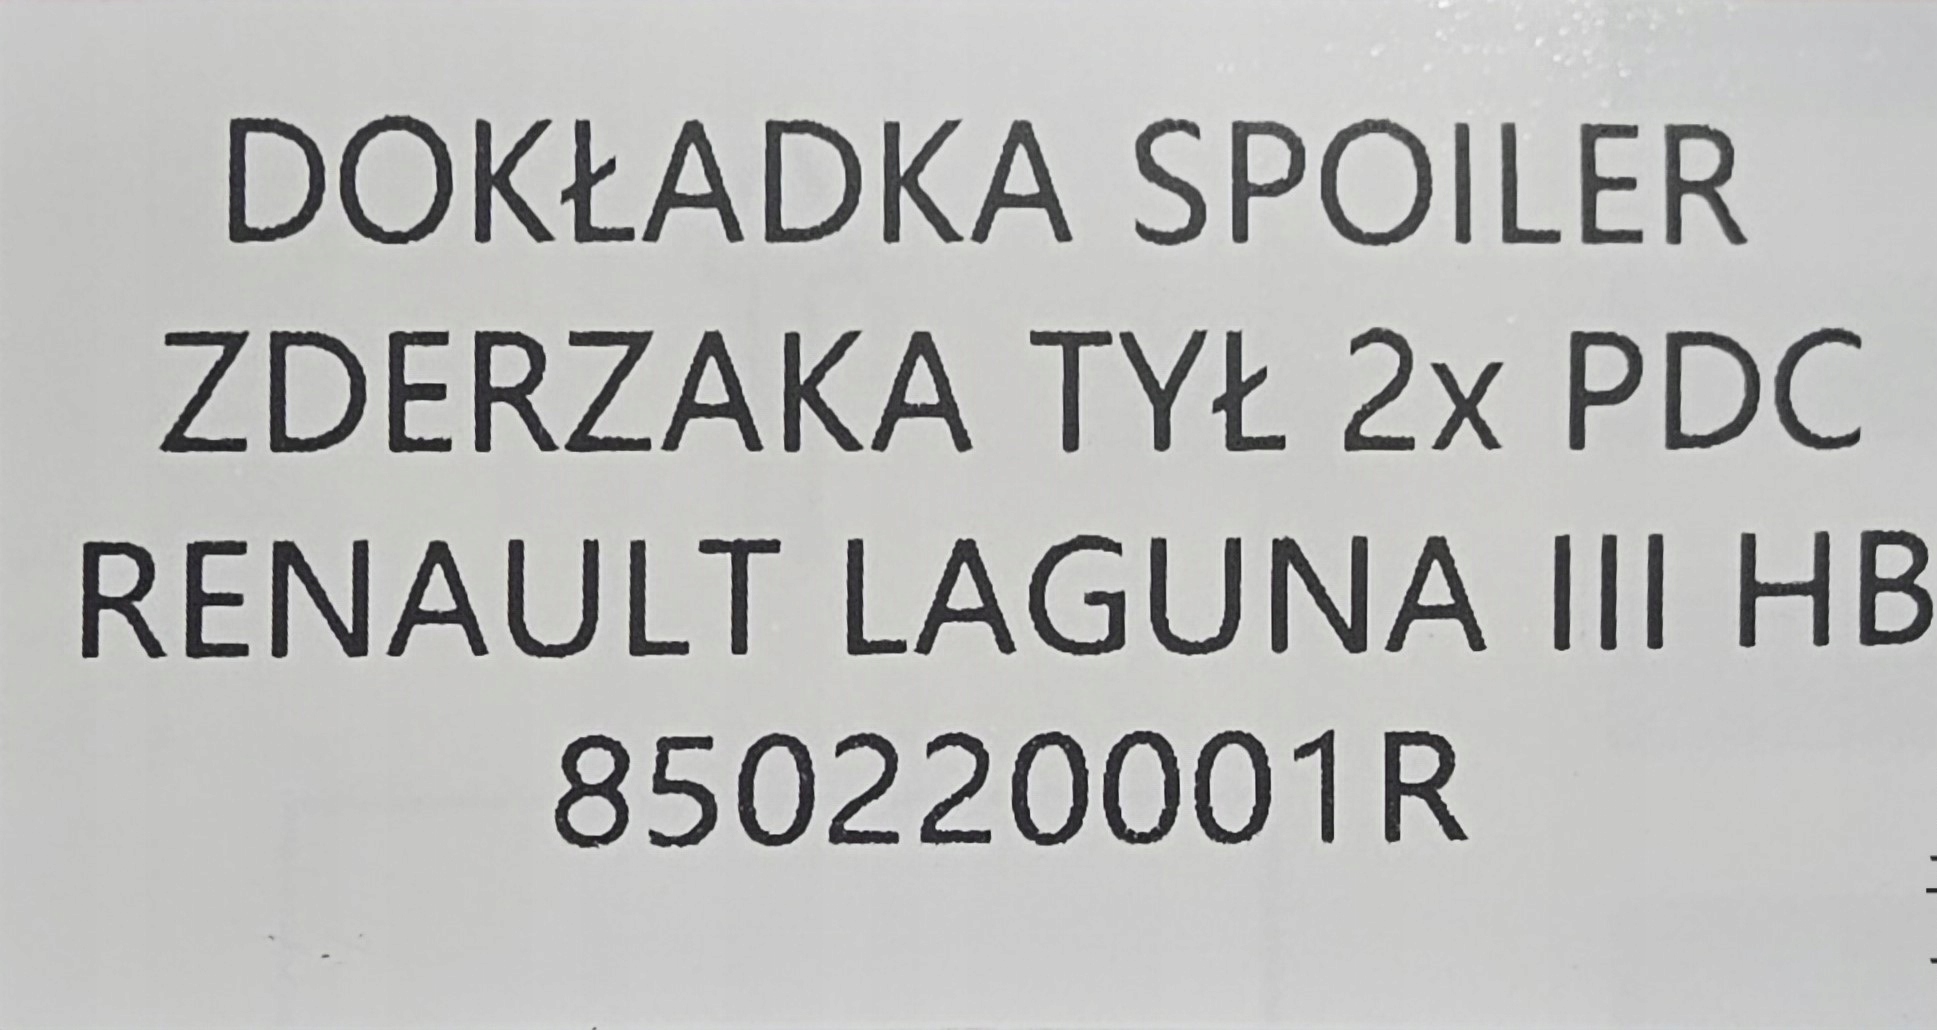 DOKŁADKA SPOILER
ZDERZAKA TYŁ 2x PDC
RENAULT LAGUNA III HB
850220001R